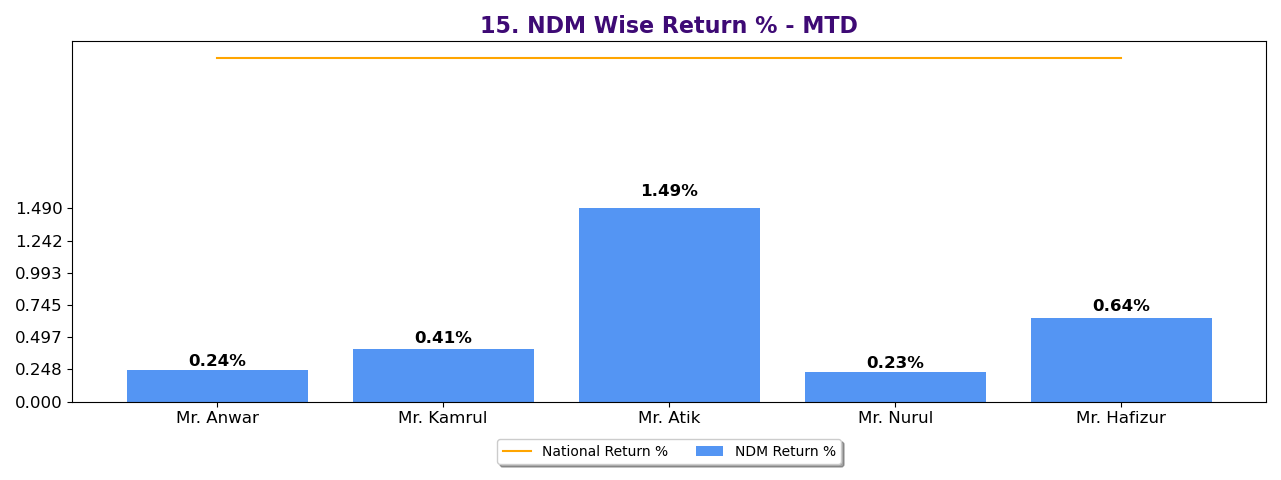 15. NDM Wise Return % - MTD
1.490
1.242
0.993
0.745
0.497
0.248
0.000
0.24%
0.41%
1.49%
0.23%
0.64%
Mr. Anwar
Mr. Kamrul
Mr. Atik
Mr. Nurul
Mr. Hafizur
National Return %
NDM Return %